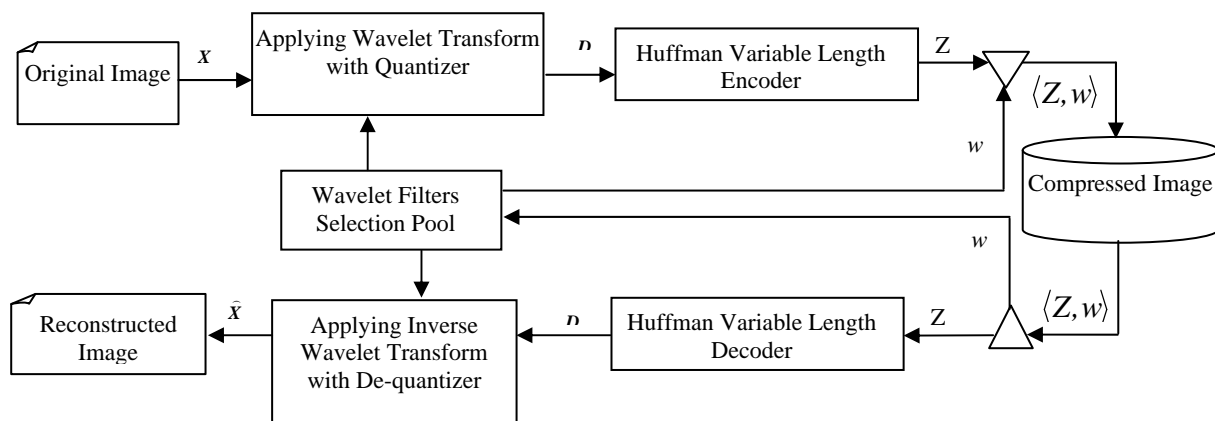 Original Image
x
Applying Wavelet Transform
with Quantizer
Huffman Variable Length
Encoder
Z
⟨Z, w⟩
w
Wavelet Filters
Selection Pool
Compressed Image
w
Reconstructed
Image
x̂
Applying Inverse
Wavelet Transform
with De-quantizer
Huffman Variable Length
Decoder
Z
⟨Z, w⟩